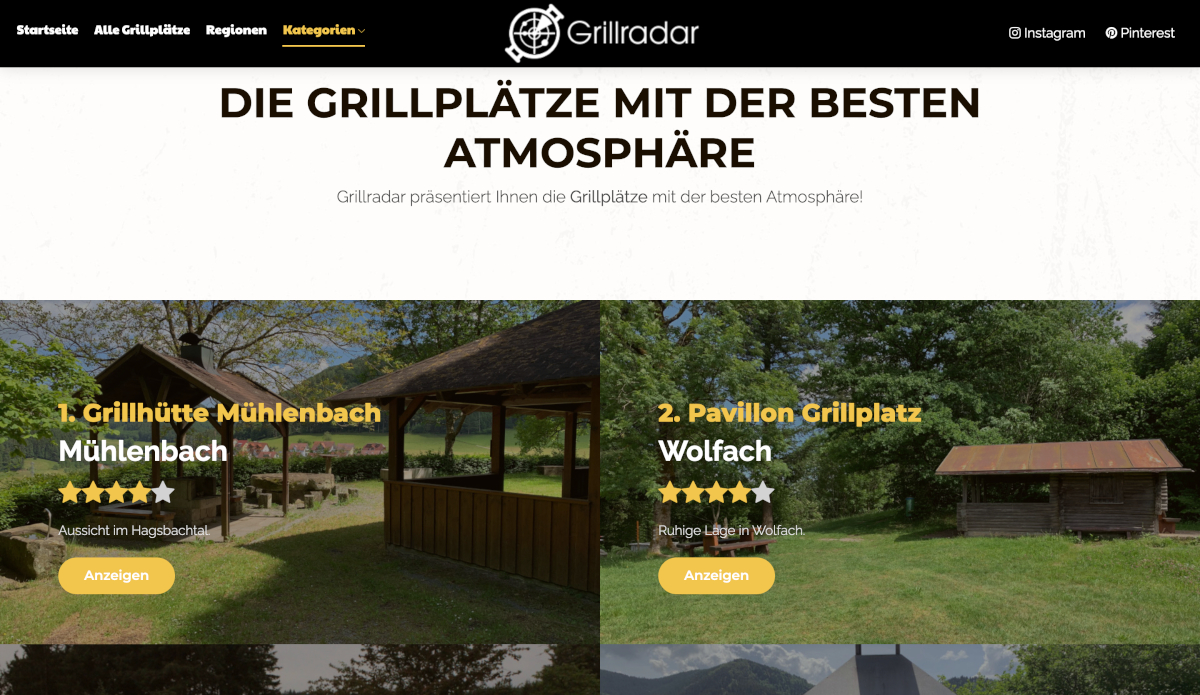 Startseite
Alle Grillplätze
Regionen
Kategorien
Grillradar
Instagram
Pinterest
DIE GRILLPLÄTZE MIT DER BESTEN
ATMOSPHÄRE
Grillradar präsentiert Ihnen die Grillplätze mit der besten Atmosphäre!
1. Grillhütte Mühlenbach
Mühlenbach
Aussicht im Hagsbachtal.
Anzeigen
2. Pavillon Grillplatz
Wolfach
Ruhige Lage in Wolfach.
Anzeigen